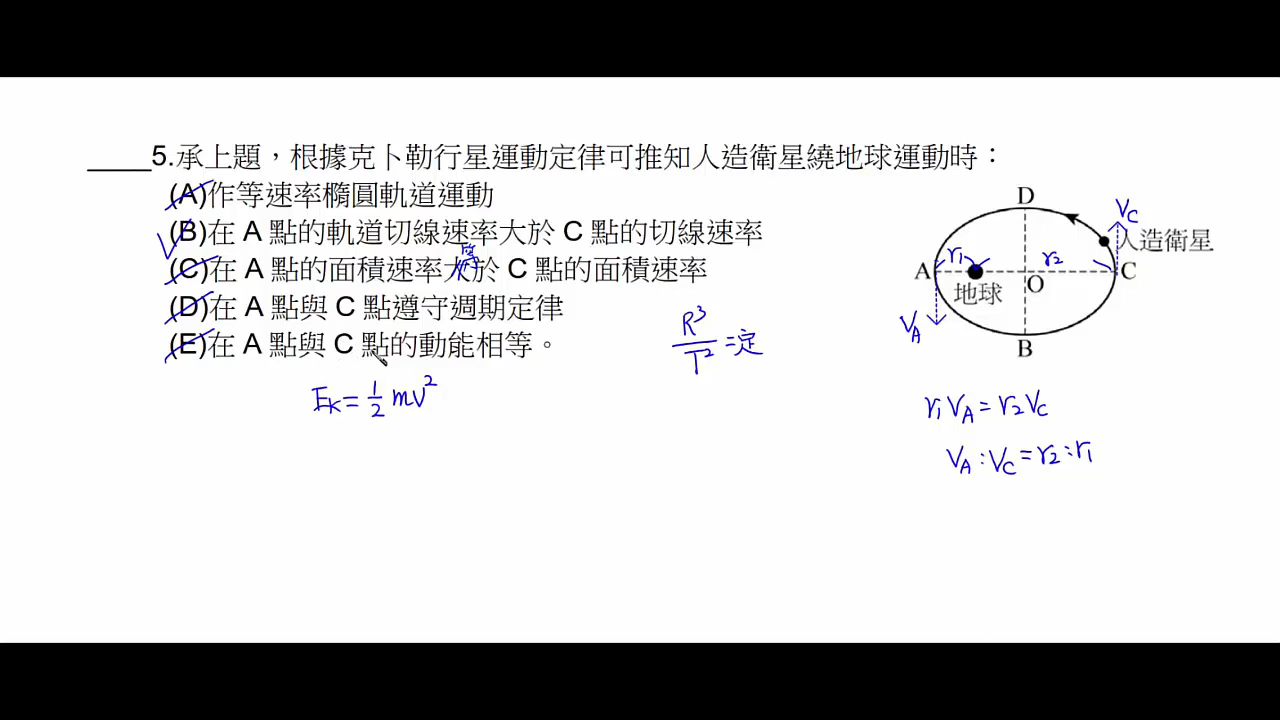 ____5.承上題，根據克卜勒行星運動定律可推知人造衛星繞地球運動時：
(A)作等速率橢圓軌道運動
(B)在 A 點的軌道切線速率大於 C 點的切線速率
等
(C)在 A 點的面積速率大於 C 點的面積速率
(D)在 A 點與 C 點遵守週期定律
(E)在 A 點與 C 點的動能相等。
EK=1/2 mv²
R³/T²=定
D
VC
人造衛星
A
r1
r2
C
地球
O
VA
B
r1VA=r2VC
VA:VC=r2:r1